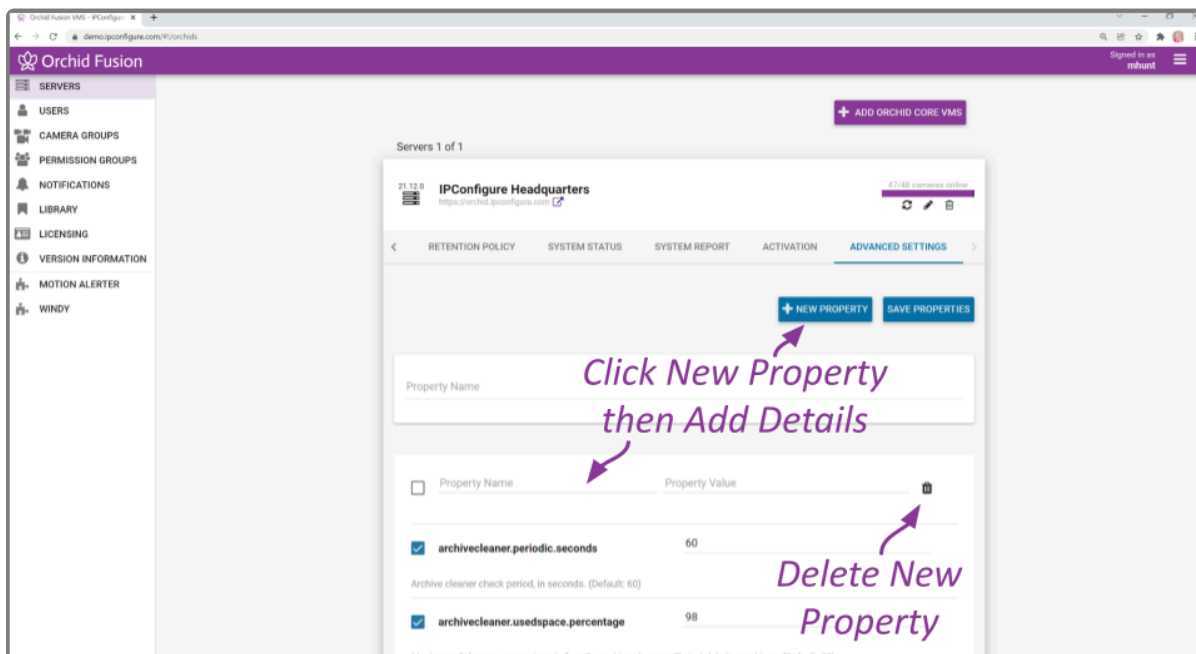 Orchid Fusion VMS - IPConfigur
demo.ipconfigure.com/#!/orchids
Orchid Fusion
Signed in as
mhunt
SERVERS
USERS
CAMERA GROUPS
PERMISSION GROUPS
NOTIFICATIONS
LIBRARY
LICENSING
VERSION INFORMATION
MOTION ALERTER
WINDY
ADD ORCHID CORE VMS
Servers 1 of 1
21.12.0
IPConfigure Headquarters
https://orchid.ipconfigure.com
47/48 cameras online
RETENTION POLICY SYSTEM STATUS SYSTEM REPORT ACTIVATION ADVANCED SETTINGS
NEW PROPERTY SAVE PROPERTIES
Click New Property
then Add Details
Property Name
Property Name Property Value
archivecleaner.periodic.seconds 60
Archive cleaner check period, in seconds. (Default: 60)
archivecleaner.usedspace.percentage 98
Delete New
Property